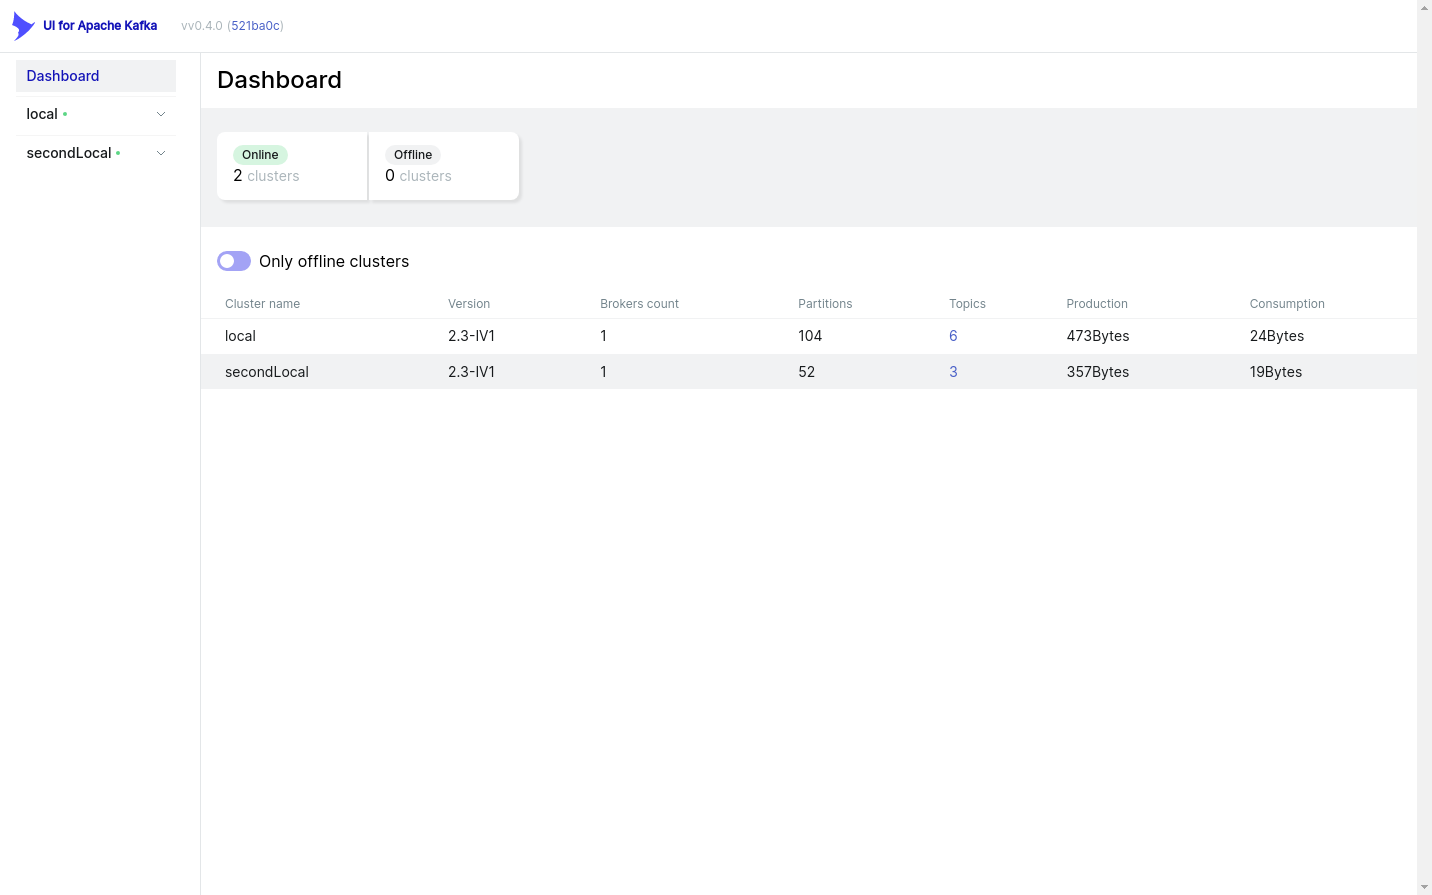 UI for Apache Kafka vv0.4.0 (521ba0c)
Dashboard
local
secondLocal
Dashboard
Online
2 clusters
Offline
0 clusters
Only offline clusters
Cluster name Version Brokers count Partitions Topics Production Consumption
local 2.3-IV1 1 104 6 473Bytes 24Bytes
secondLocal 2.3-IV1 1 52 3 357Bytes 19Bytes